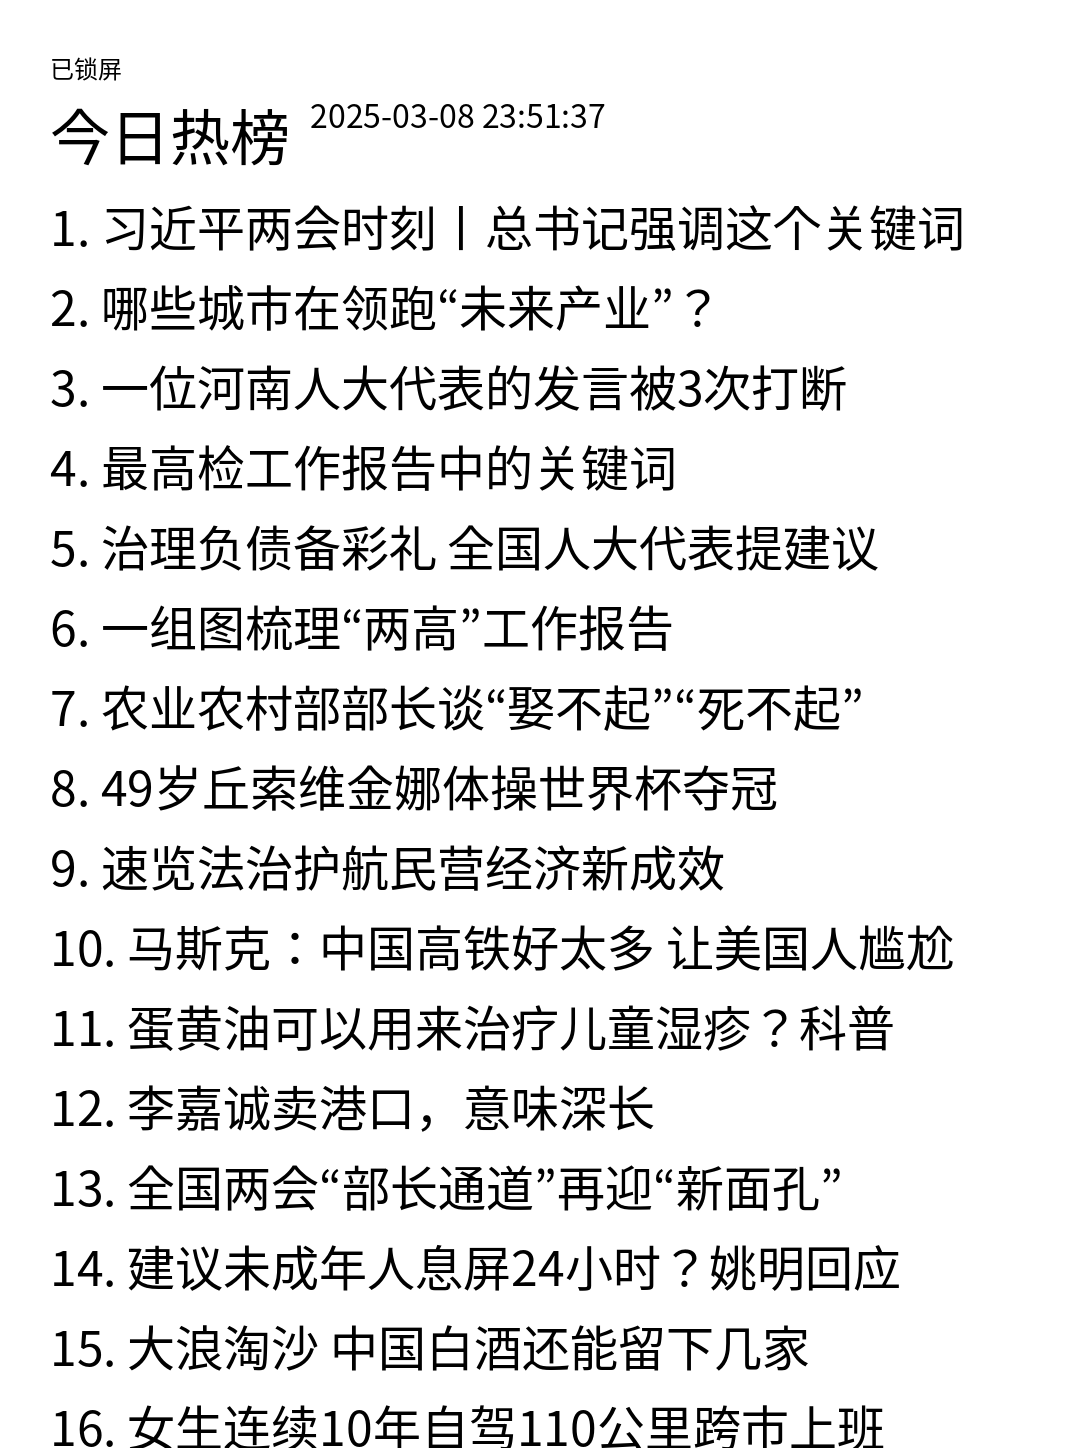 已锁屏
今日热榜 2025-03-08 23:51:37
1. 习近平两会时刻丨总书记强调这个关键词
2. 哪些城市在领跑“未来产业”？
3. 一位河南人大代表的发言被3次打断
4. 最高检工作报告中的关键词
5. 治理负债备彩礼 全国人大代表提建议
6. 一组图梳理“两高”工作报告
7. 农业农村部部长谈“娶不起”“死不起”
8. 49岁丘索维金娜体操世界杯夺冠
9. 速览法治护航民营经济新成效
10. 马斯克：中国高铁好太多 让美国人尴尬
11. 蛋黄油可以用来治疗儿童湿疹？科普
12. 李嘉诚卖港口，意味深长
13. 全国两会“部长通道”再迎“新面孔”
14. 建议未成年人息屏24小时？姚明回应
15. 大浪淘沙 中国白酒还能留下几家
16. 女生连续10年自驾110公里跨市上班